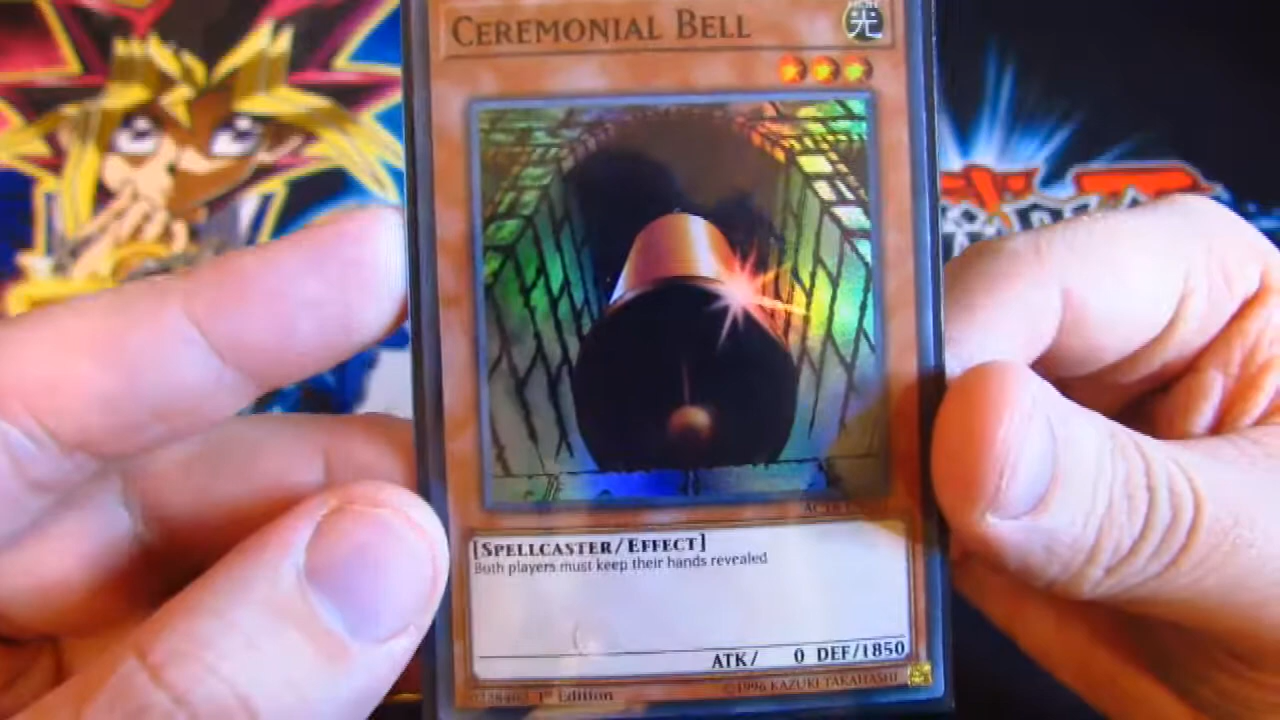 CEREMONIAL BELL
光
[SPELLCASTER/EFFECT]
Both players must keep their hands revealed
ATK/ 0 DEF/1850
1st Edition
©1996 KAZUKI TAKAHASHI